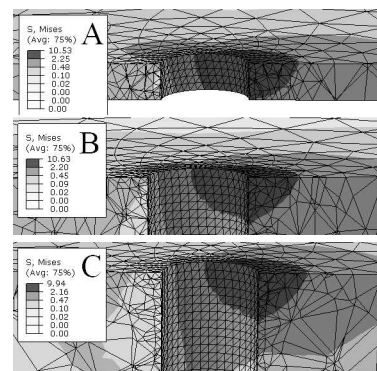 A
S, Mises
(Avg: 75%)
10.53
2.25
0.48
0.10
0.02
0.00
0.00
B
S, Mises
(Avg: 75%)
10.63
2.20
0.45
0.09
0.02
0.00
0.00
C
S, Mises
(Avg: 75%)
9.94
2.16
0.47
0.10
0.02
0.00
0.00